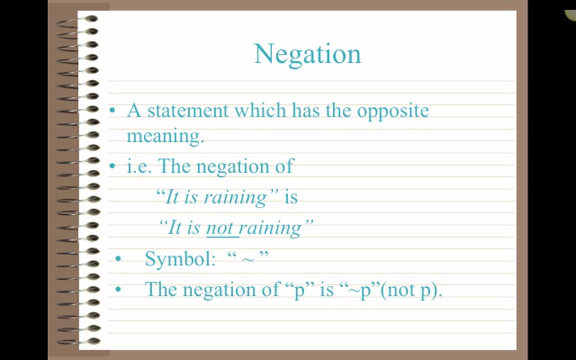 Negation
• A statement which has the opposite
meaning.
• i.e. The negation of
“It is raining” is
“It is not raining”
• Symbol: “ ~ ”
• The negation of “p” is “~p”(not p).